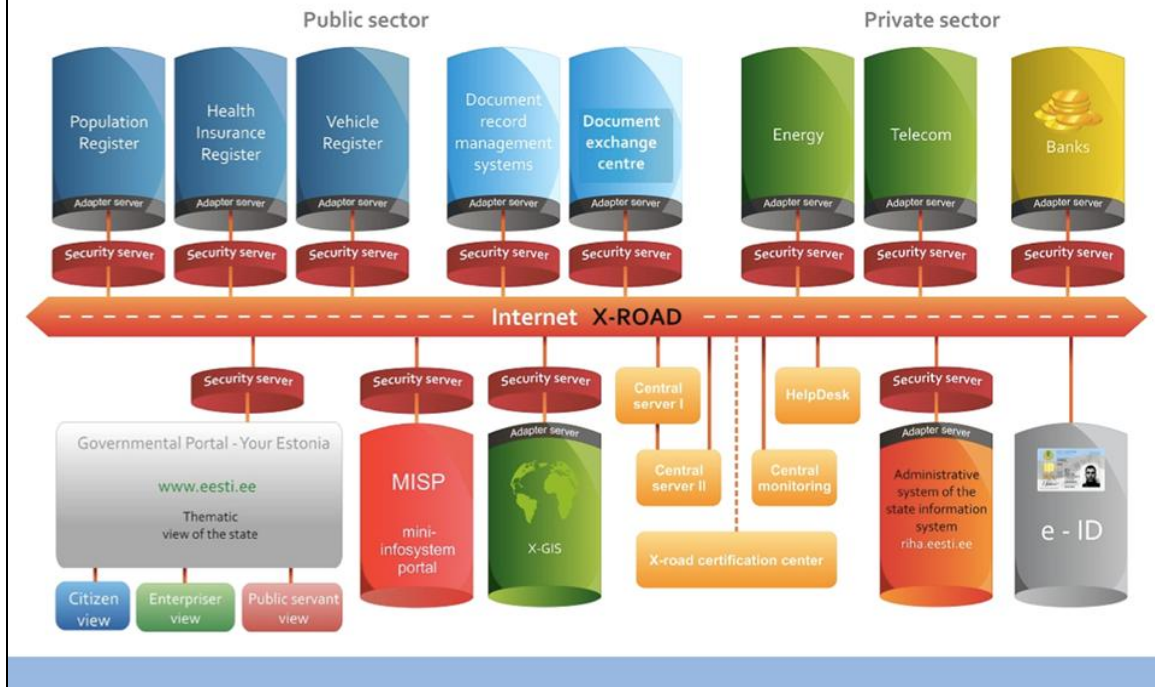 Public sector
Private sector
Population
Register
Health
Insurance
Register
Vehicle
Register
Document
record
management
systems
Document
exchange
centre
Energy
Telecom
Banks
Adapter server
Adapter server
Adapter server
Adapter server
Adapter server
Adapter server
Adapter server
Adapter server
Security server
Security server
Security server
Security server
Security server
Security server
Security server
Security server
Internet X-ROAD
Security server
Security server
Security server
Central
server I
HelpDesk
Security server
Governmental Portal - Your Estonia
www.eesti.ee
Thematic
view of the state
Citizen
view
Enterpriser
view
Public servant
view
MISP
mini-
infosystem
portal
Adapter server
X-GIS
Central
server II
Central
monitoring
X-road certification center
Adapter server
Administrative
system of the
state information
system
riha.eesti.ee
e - ID